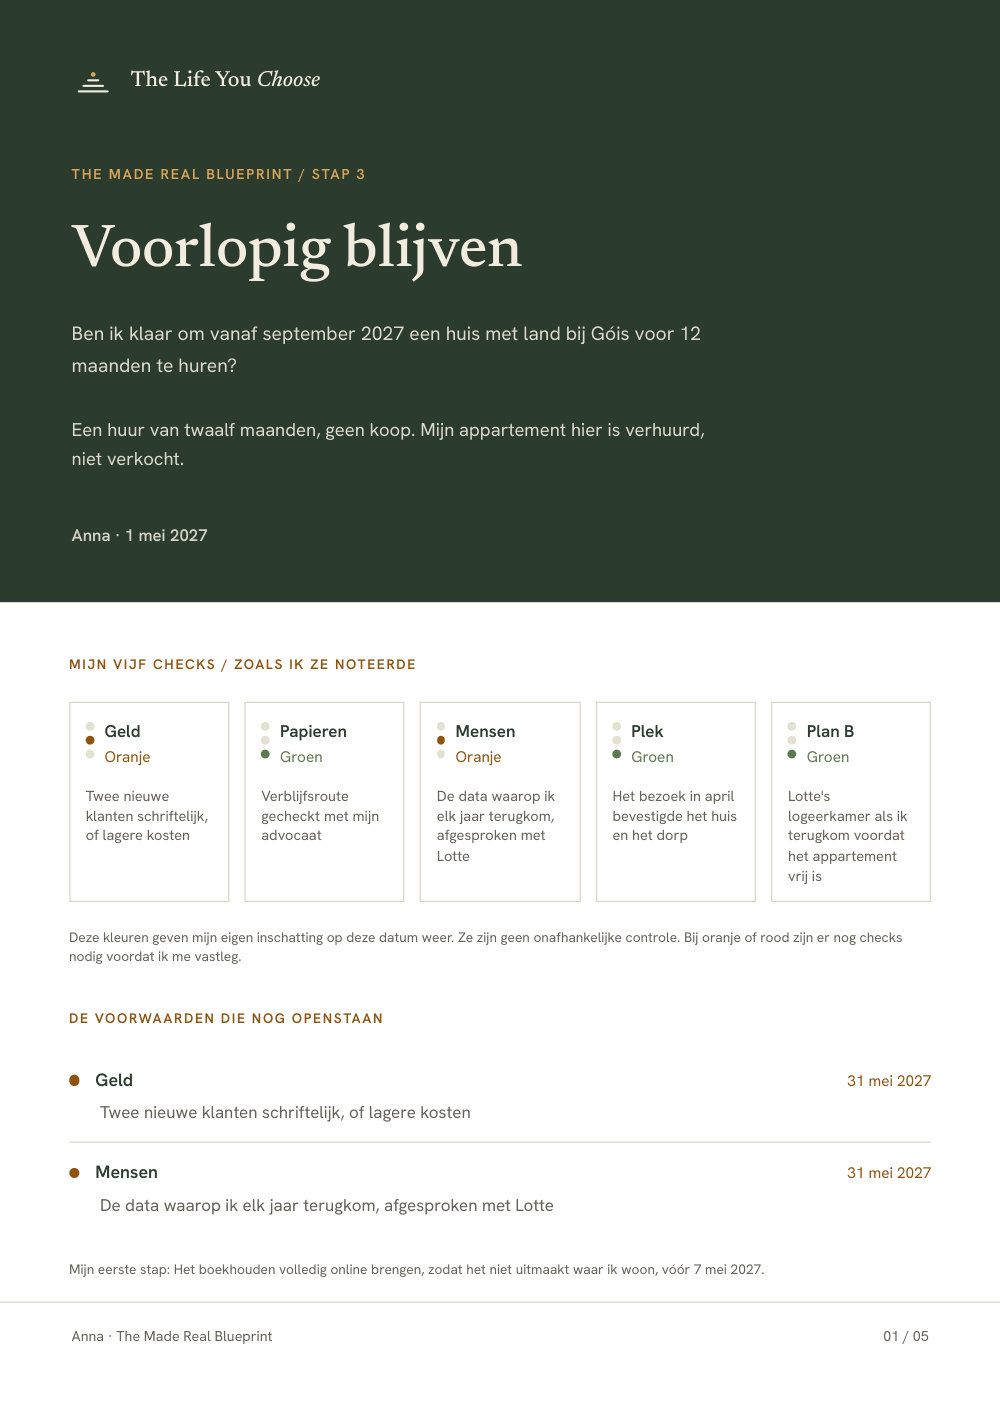 The Life You Choose
THE MADE REAL BLUEPRINT / STAP 3
Voorlopig blijven
Ben ik klaar om vanaf september 2027 een huis met land bij Góis voor 12
maanden te huren?
Een huur van twaalf maanden, geen koop. Mijn appartement hier is verhuurd,
niet verkocht.
Anna · 1 mei 2027
MIJN VIJF CHECKS / ZOALS IK ZE NOTEERDE
Geld
Oranje
Twee nieuwe
klanten schriftelijk,
of lagere kosten
Papieren
Groen
Verblijfsroute
gecheckt met mijn
advocaat
Mensen
Oranje
De data waarop ik
elk jaar terugkom,
afgesproken met
Lotte
Plek
Groen
Het bezoek in april
bevestigde het huis
en het dorp
Plan B
Groen
Lotte's
logeerkamer als ik
terugkom voordat
het appartement
vrij is
Deze kleuren geven mijn eigen inschatting op deze datum weer. Ze zijn geen onafhankelijke controle. Bij oranje of rood zijn er nog checks
nodig voordat ik me vastleg.
DE VOORWAARDEN DIE NOG OPENSTAAN
Geld 31 mei 2027
Twee nieuwe klanten schriftelijk, of lagere kosten
Mensen 31 mei 2027
De data waarop ik elk jaar terugkom, afgesproken met Lotte
Mijn eerste stap: Het boekhouden volledig online brengen, zodat het niet uitmaakt waar ik woon, vóór 7 mei 2027.
Anna · The Made Real Blueprint 01 / 05